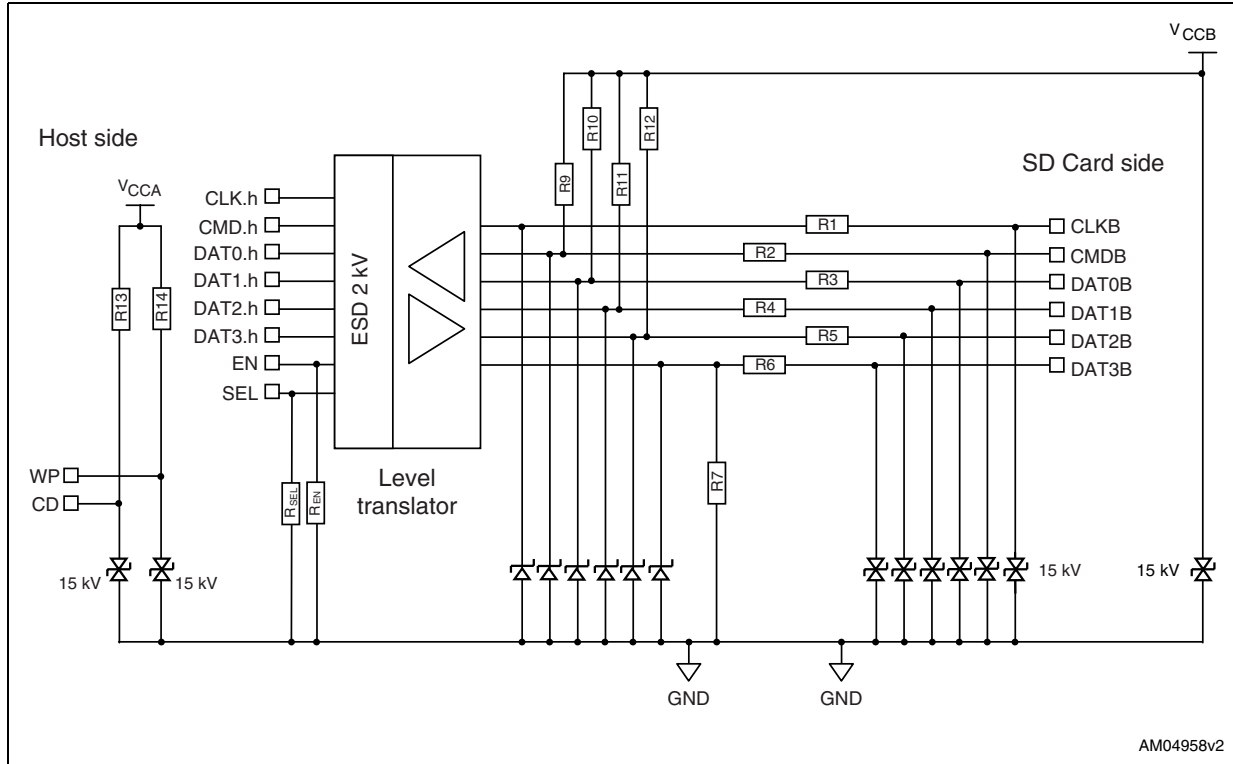 VCCB
Host side
SD Card side
VCCA
R10
R12
R9
R11
CLK.h
CMD.h
DAT0.h
DAT1.h
DAT2.h
DAT3.h
EN
SEL
ESD 2 kV
R1
R2
R3
R4
R5
R6
CLKB
CMDB
DAT0B
DAT1B
DAT2B
DAT3B
R13
R14
WP
CD
Level
translator
RSEL
REN
R7
15 kV
15 kV
15 kV
15 kV
GND
GND
AM04958v2